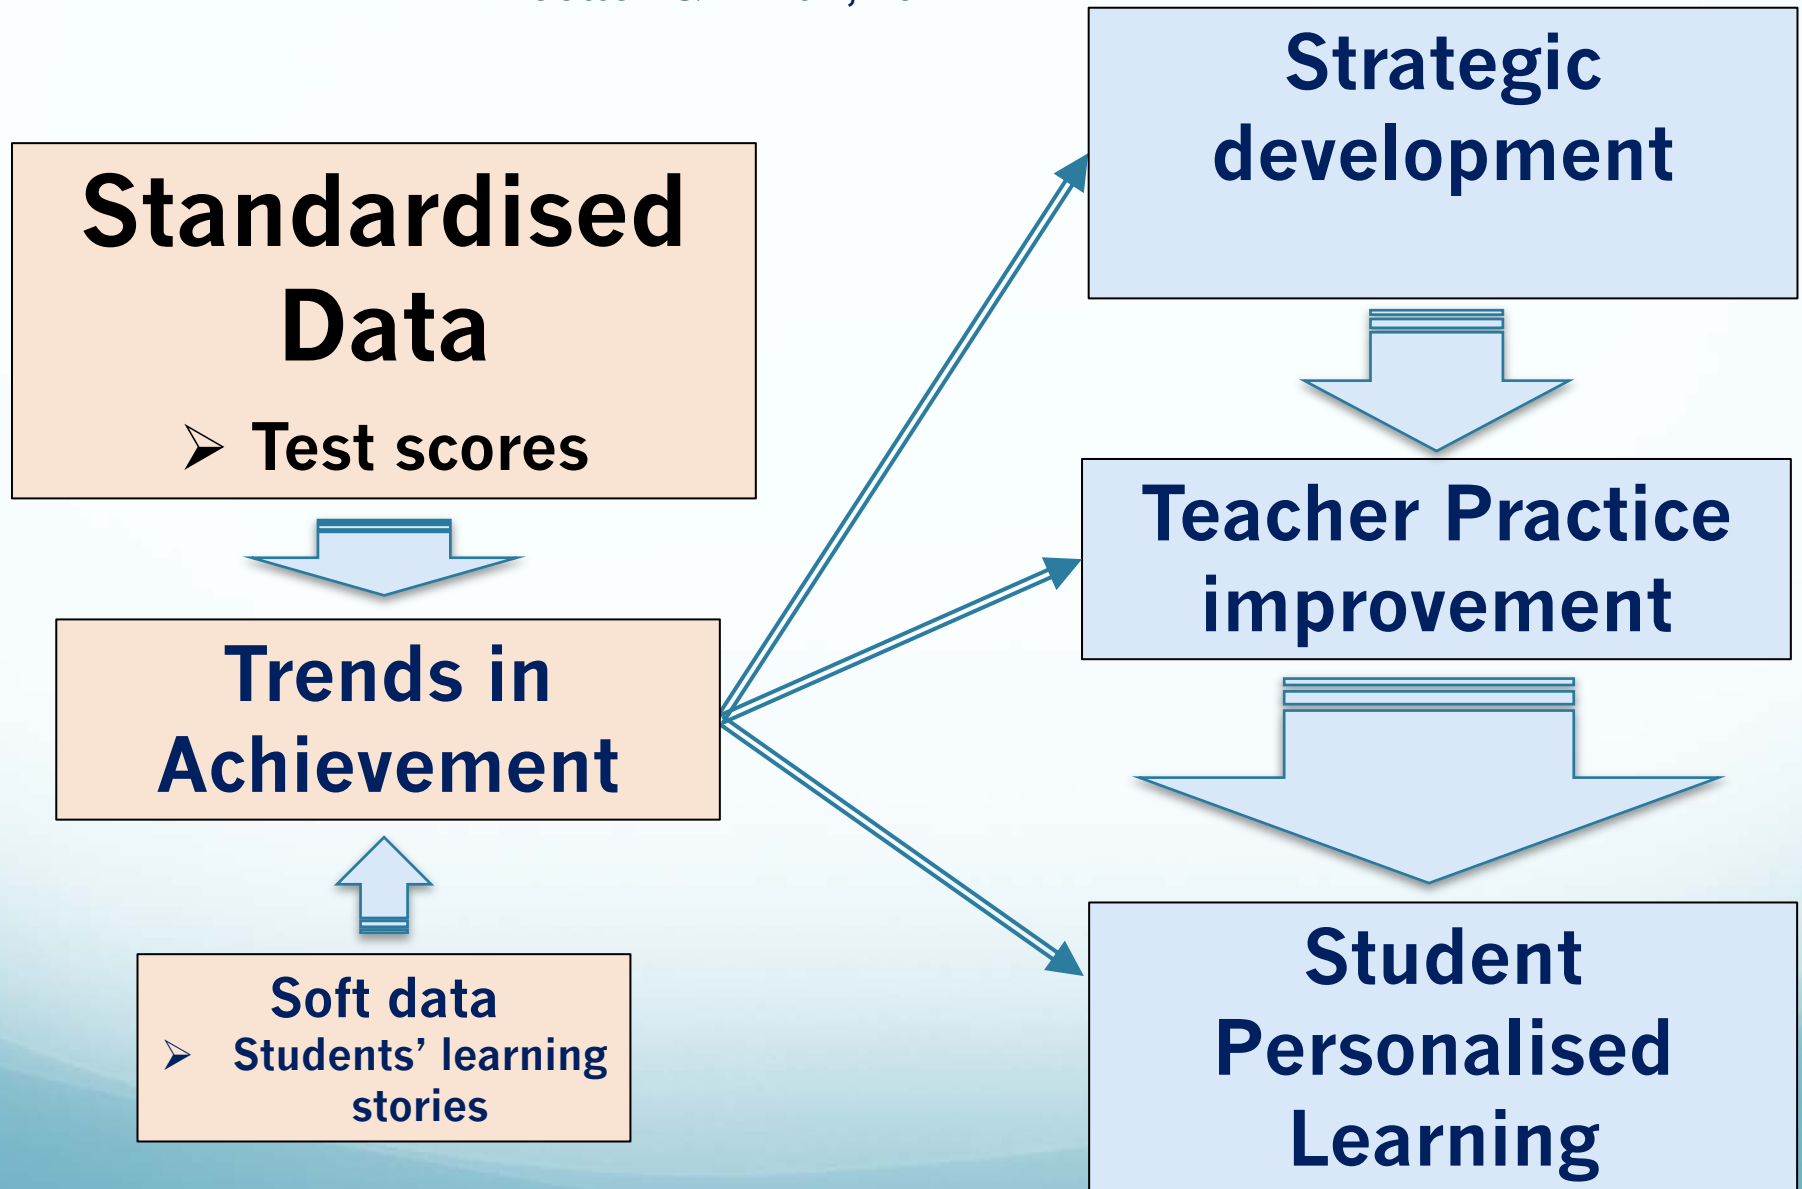 Standardised
Data
➢ Test scores
Trends in
Achievement
Soft data
➢ Students’ learning
stories
Strategic
development
Teacher Practice
improvement
Student
Personalised
Learning